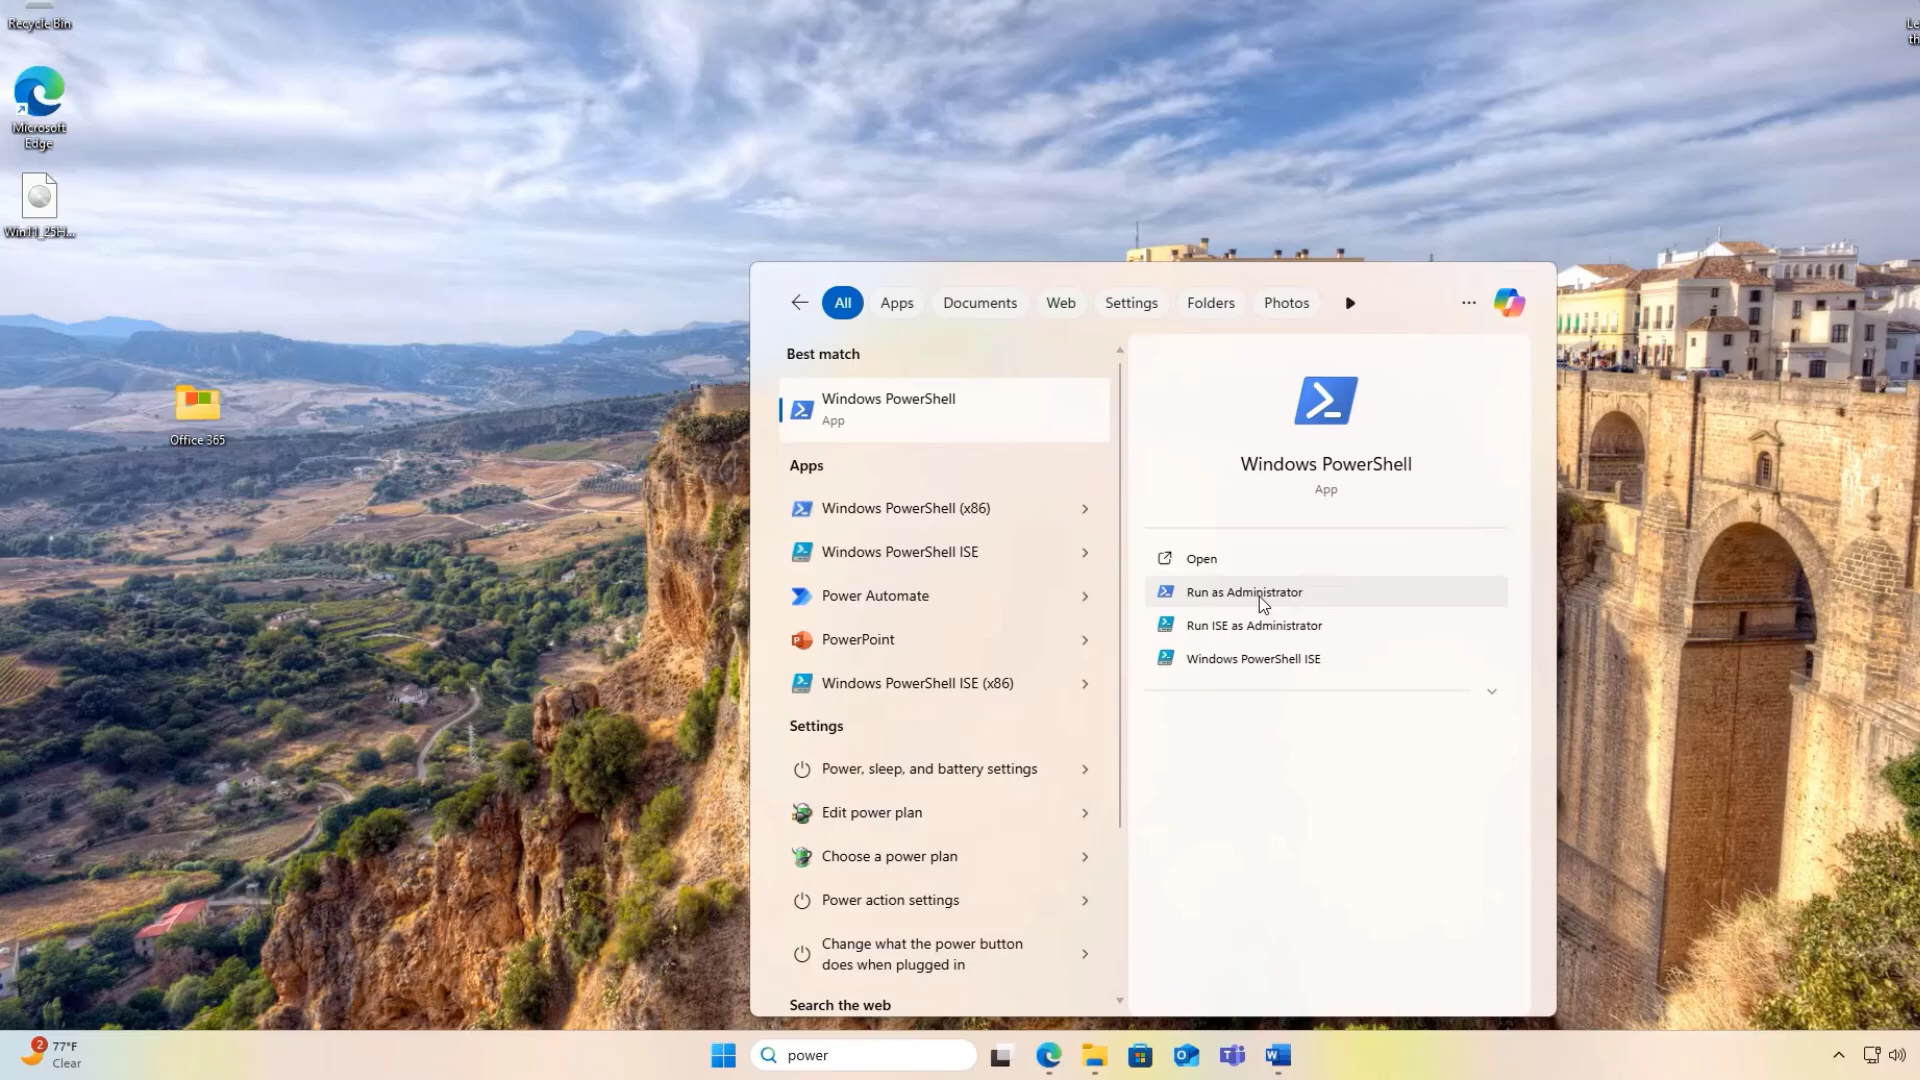 Recycle Bin
Microsoft
Edge
Win11_25H...
Office 365
Le
th
All
Apps
Documents
Web
Settings
Folders
Photos
Best match
Windows PowerShell
App
Apps
Windows PowerShell (x86)
Windows PowerShell ISE
Power Automate
PowerPoint
Windows PowerShell ISE (x86)
Settings
Power, sleep, and battery settings
Edit power plan
Choose a power plan
Power action settings
Change what the power button
does when plugged in
Search the web
Windows PowerShell
App
Open
Run as Administrator
Run ISE as Administrator
Windows PowerShell ISE
2
77°F
Clear
power